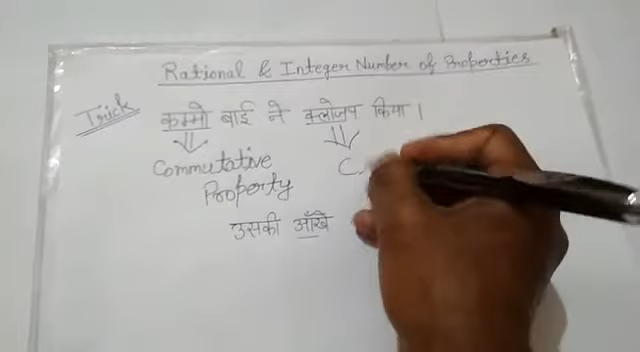 Rational & Integer Number of Properties
Trick
कम्मो बाई ने क्लोजप किया।
Commutative
Property
C
उसकी आँखे